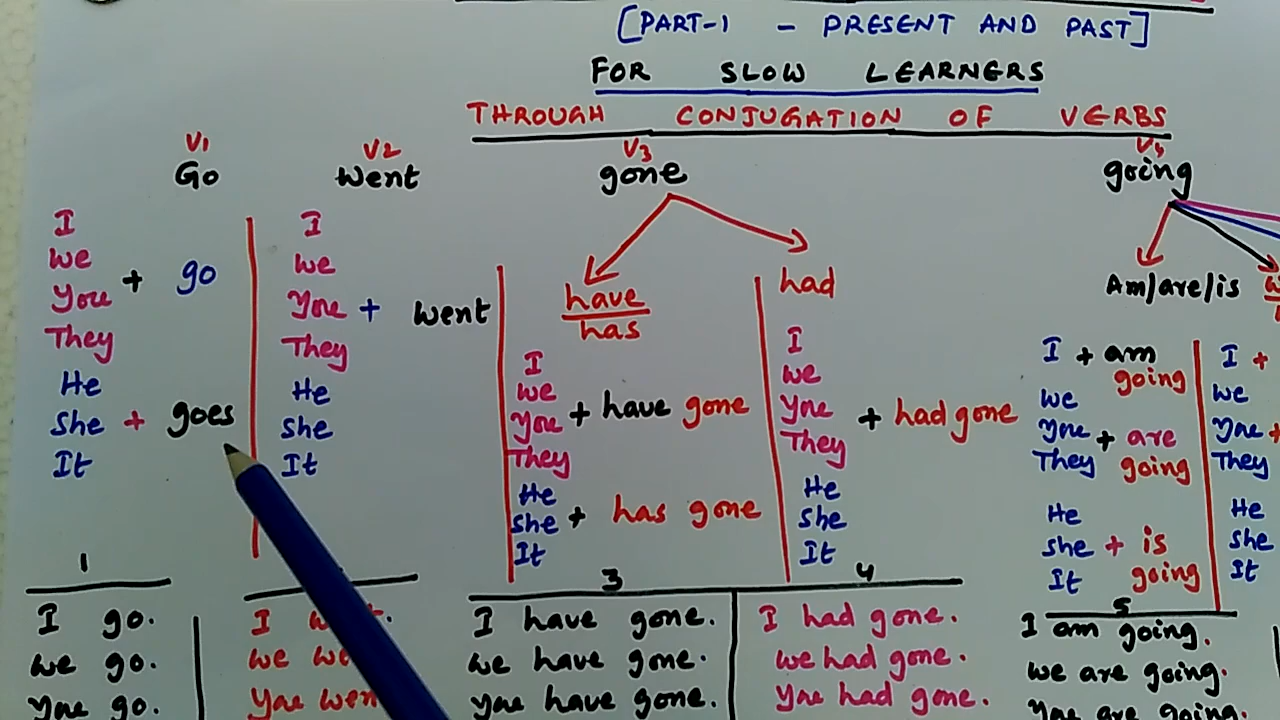 [PART-1 - PRESENT AND PAST]
FOR SLOW LEARNERS
THROUGH CONJUGATION OF VERBS
V1
Go
I
we
You + go
They
He
She + goes
It
V2
Went
I
we
You + went
They
He
she
It
V3
gone
have
has
I
we
you + have gone
They
He
she + has gone
It
had
I
we
you + had gone
They
He
she
It
V4
going
Am/are/is
I + am going
we
you + are going
They
He
she + is going
It
I +
we
you +
They
He
she
It
1
I go.
we go.
you go.
I
we
you
3
I have gone.
we have gone.
you have gone.
4
I had gone.
we had gone.
you had gone.
5
I am going.
we are going.
you are going.